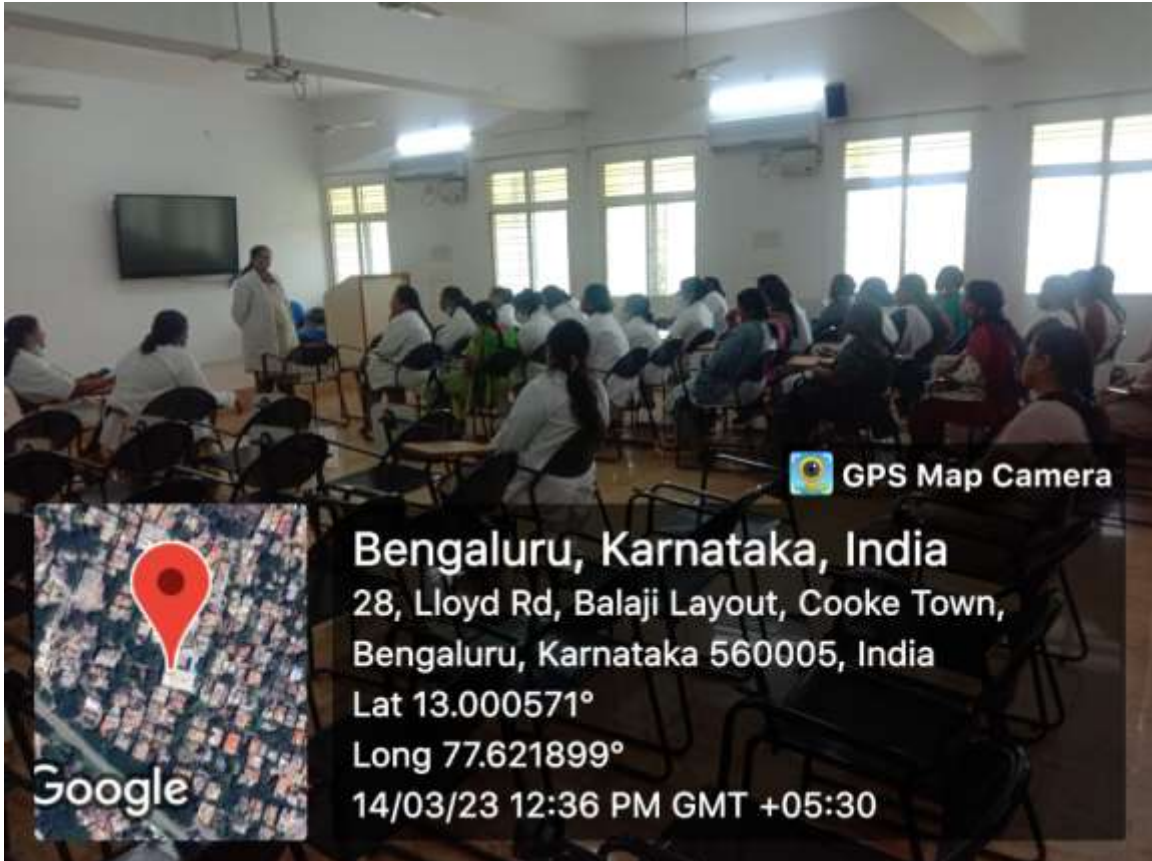 GPS Map Camera
Bengaluru, Karnataka, India
28, Lloyd Rd, Balaji Layout, Cooke Town,
Bengaluru, Karnataka 560005, India
Lat 13.000571°
Long 77.621899°
14/03/23 12:36 PM GMT +05:30
Google